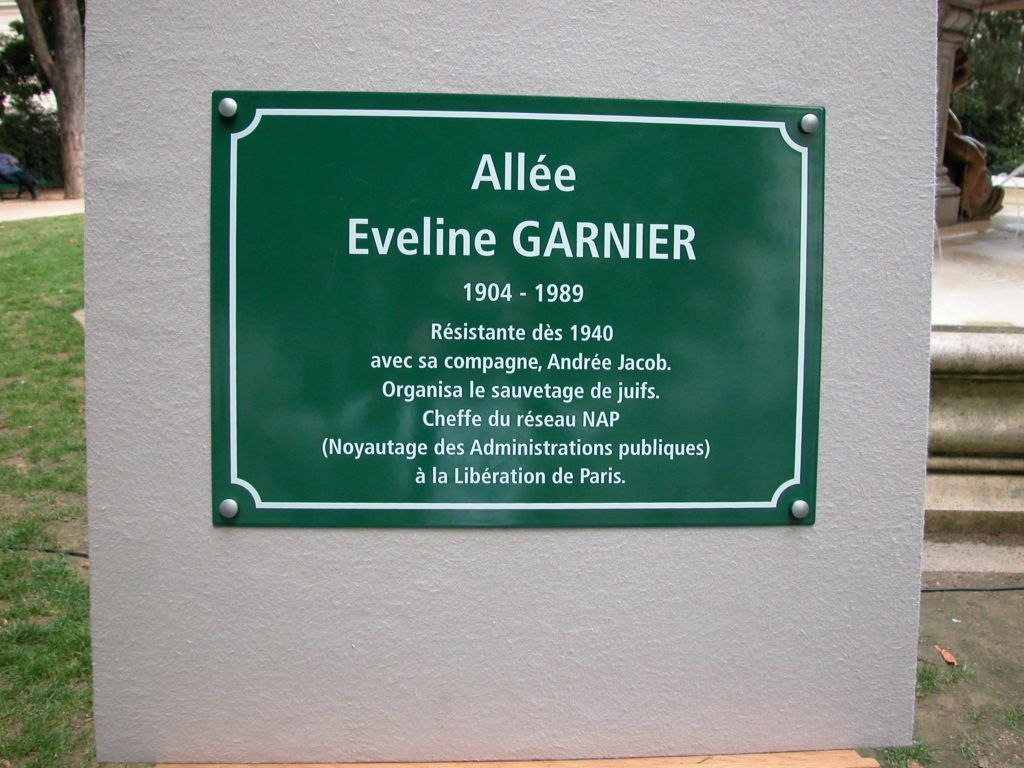 Allée
Eveline GARNIER
1904 - 1989
Résistante dès 1940
avec sa compagne, Andrée Jacob.
Organisa le sauvetage de juifs.
Cheffe du réseau NAP
(Noyautage des Administrations publiques)
à la Libération de Paris.